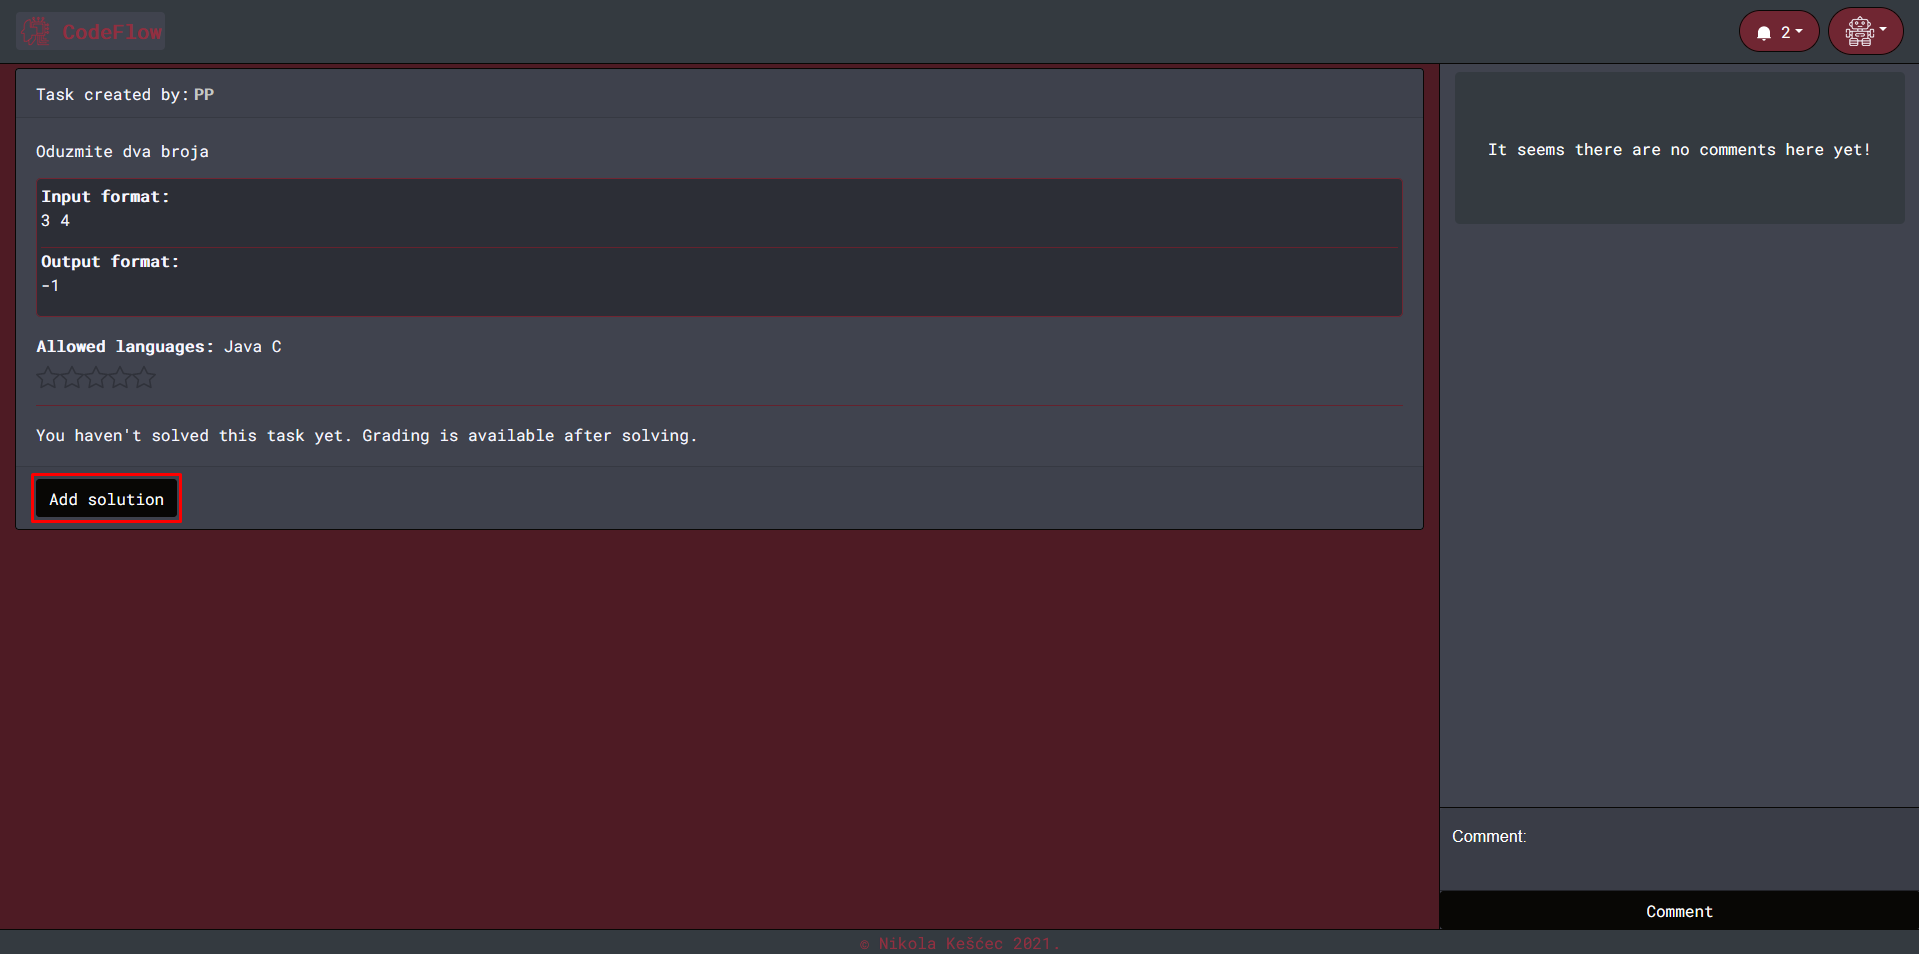 CodeFlow
2
Task created by: PP
Oduzmite dva broja
Input format:
3 4
Output format:
-1
Allowed languages: Java C
You haven't solved this task yet. Grading is available after solving.
Add solution
It seems there are no comments here yet!
Comment:
Comment
© Nikola Kešćec 2021.